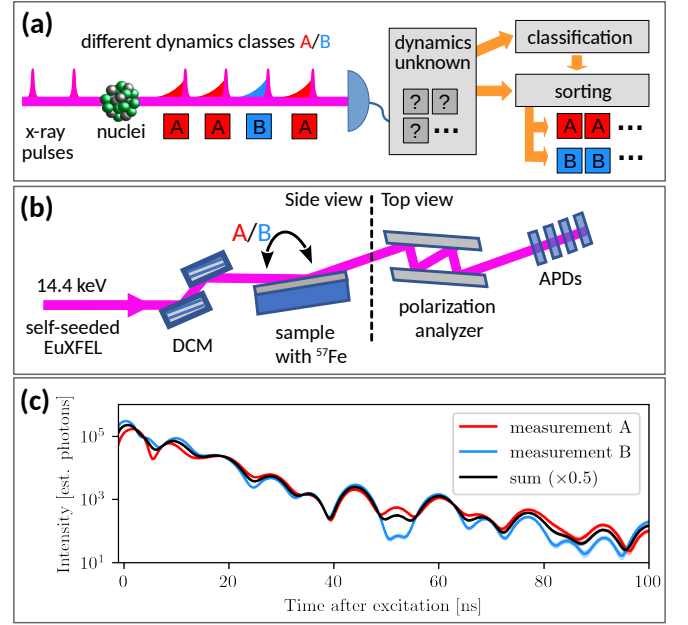 (a)
different dynamics classes A/B
x-ray
pulses
nuclei
A
A
B
A
dynamics
unknown
? ?
? ...
classification
sorting
A A ...
B B ...
(b)
Side view
Top view
A/B
14.4 keV
self-seeded
EuXFEL
DCM
sample
with ⁵⁷Fe
polarization
analyzer
APDs
(c)
Intensity [est. photons]
10⁵
10³
10¹
measurement A
measurement B
sum (×0.5)
0 20 40 60 80 100
Time after excitation [ns]